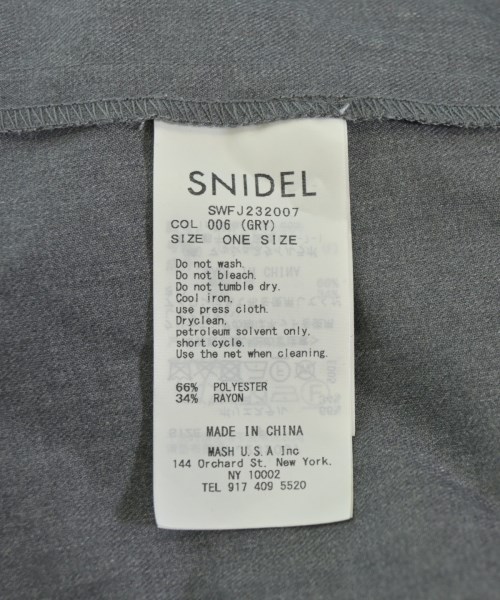 SNIDEL
SWFJ232007
COL 006 (GRY)
SIZE ONE SIZE
Do not wash.
Do not bleach.
Do not tumble dry.
Cool iron,
use press cloth.
Dryclean,
petroleum solvent only,
short cycle.
Use the net when cleaning.
66% POLYESTER
34% RAYON
MADE IN CHINA
MASH U.S.A Inc
144 Orchard St. New York.
NY 10002
TEL 917 409 5520